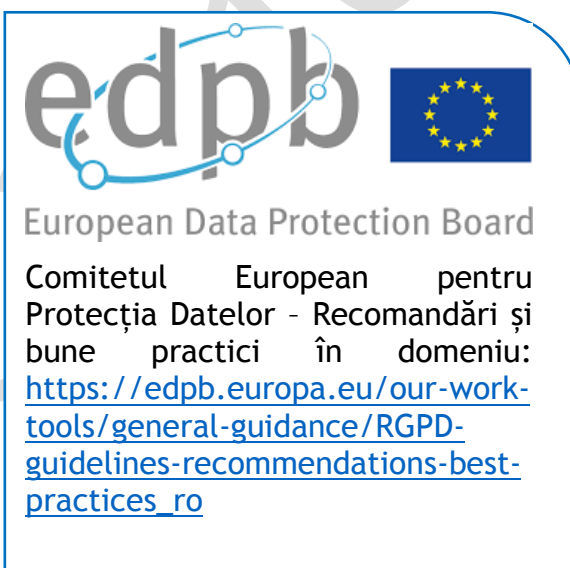 edpb
European Data Protection Board
Comitetul European pentru
Protecția Datelor – Recomandări și
bune practici în domeniu:
https://edpb.europa.eu/our-work-
tools/general-guidance/RGPD-
guidelines-recommendations-best-
practices_ro